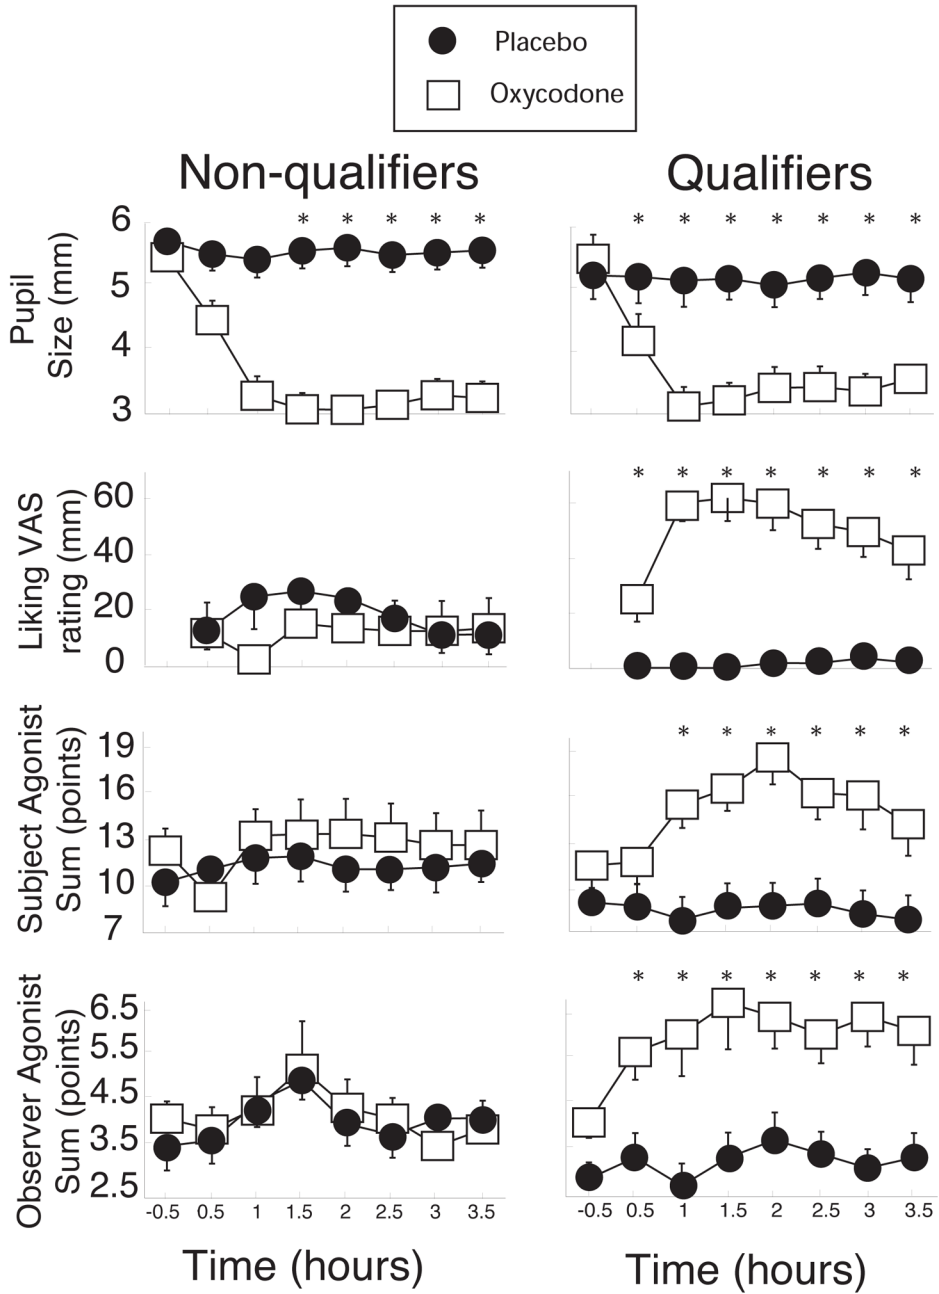 Placebo
Oxycodone
Non-qualifiers Qualifiers
Pupil
Size (mm)
6
5
4
3
* * * * *
* * * * * * *
Liking VAS
rating (mm)
60
40
20
0
* * * * * * *
Subject Agonist
Sum (points)
19
16
13
10
7
* * * * * *
Observer Agonist
Sum (points)
6.5
5.5
4.5
3.5
2.5
* * * * * * *
-0.5 0.5 1 1.5 2 2.5 3 3.5
-0.5 0.5 1 1.5 2 2.5 3 3.5
Time (hours) Time (hours)